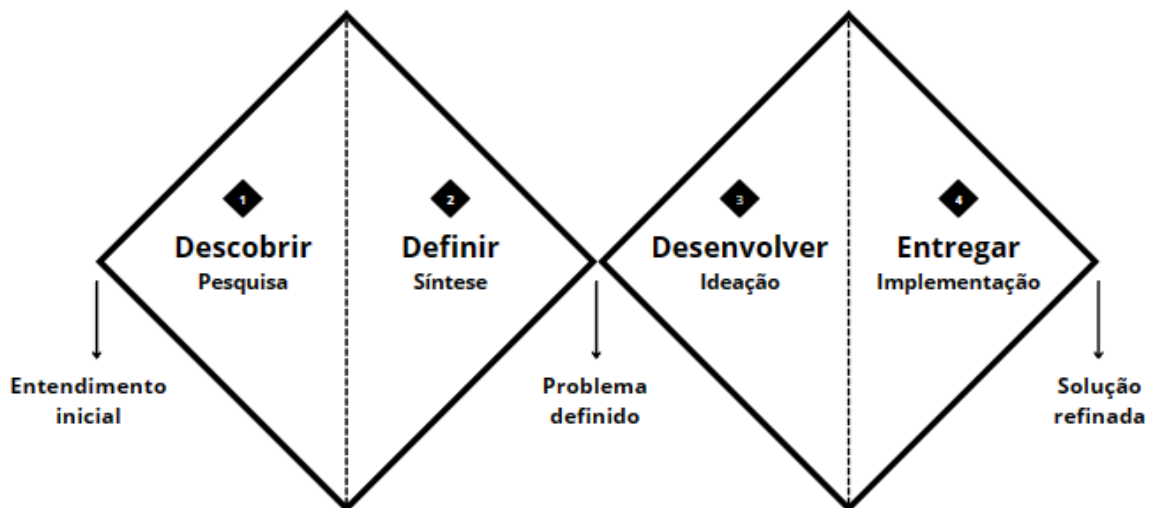 1
Descobrir
Pesquisa
2
Definir
Síntese
3
Desenvolver
Ideação
4
Entregar
Implementação
Entendimento
inicial
Problema
definido
Solução
refinada